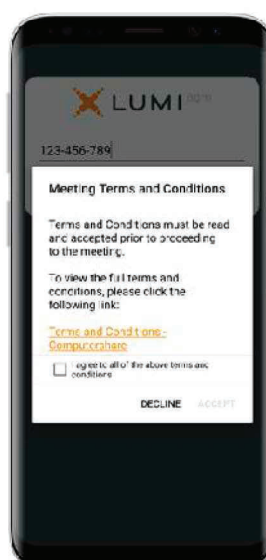 LUMI AGM
123-456-789
Meeting Terms and Conditions
Terms and Conditions must be read
and accepted prior to proceeding
to the meeting.
To view the full terms and
conditions, please click the
following link:
Terms and Conditions -
Computershare
I agree to all of the above terms and
conditions
DECLINE ACCEPT